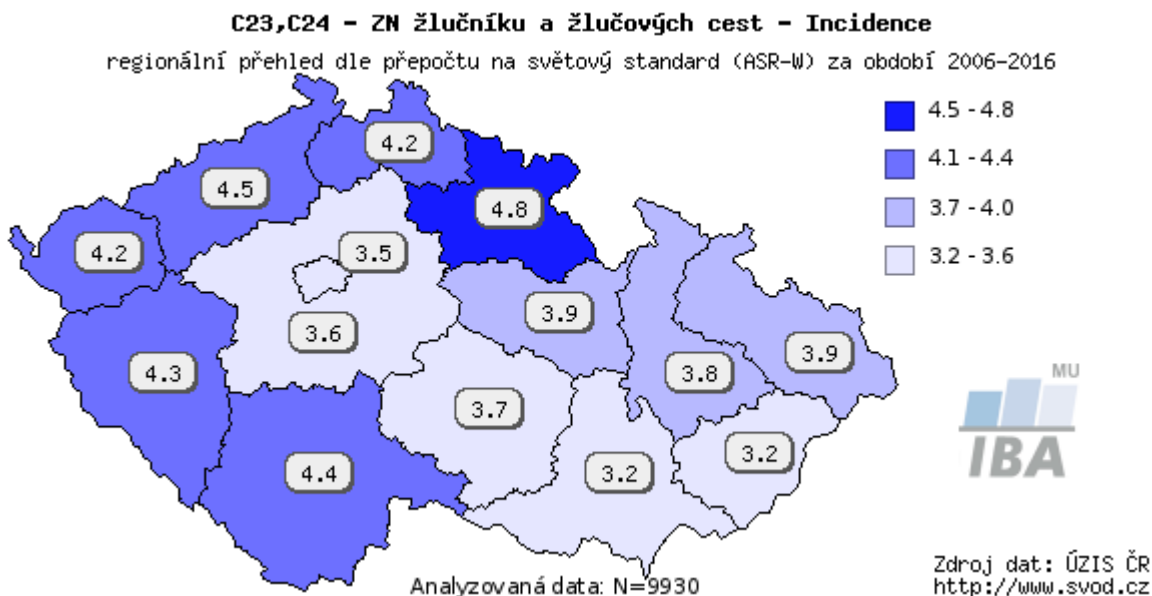 C23,C24 - ZN žlučníku a žlučových cest - Incidence
regionální přehled dle přepočtu na světový standard (ASR-W) za období 2006-2016
4.5 - 4.8
4.1 - 4.4
3.7 - 4.0
3.2 - 3.6
4.2
4.5
4.8
4.2
3.5
3.9
3.6
3.9
4.3
3.8
3.7
3.2
4.4
3.2
MU
IBA
Analyzovaná data: N=9930
Zdroj dat: ÚZIS ČR
http://www.svod.cz